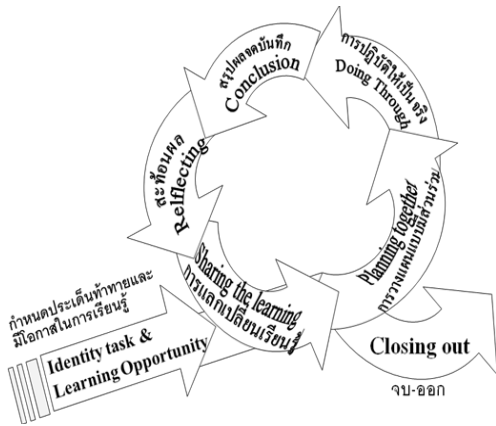 กำหนดประเด็นท้าทายและ
มีโอกาสในการเรียนรู้
Identity task &
Learning Opportunity
Sharing the learning
การแลกเปลี่ยนเรียนรู้
Planning together
การวางแผนแบบมีส่วนร่วม
การปฏิบัติให้เป็นจริง
Doing Through
สรุปผลจดบันทึก
Conclusion
สะท้อนผล
Relflecting
Closing out
จบ-ออก